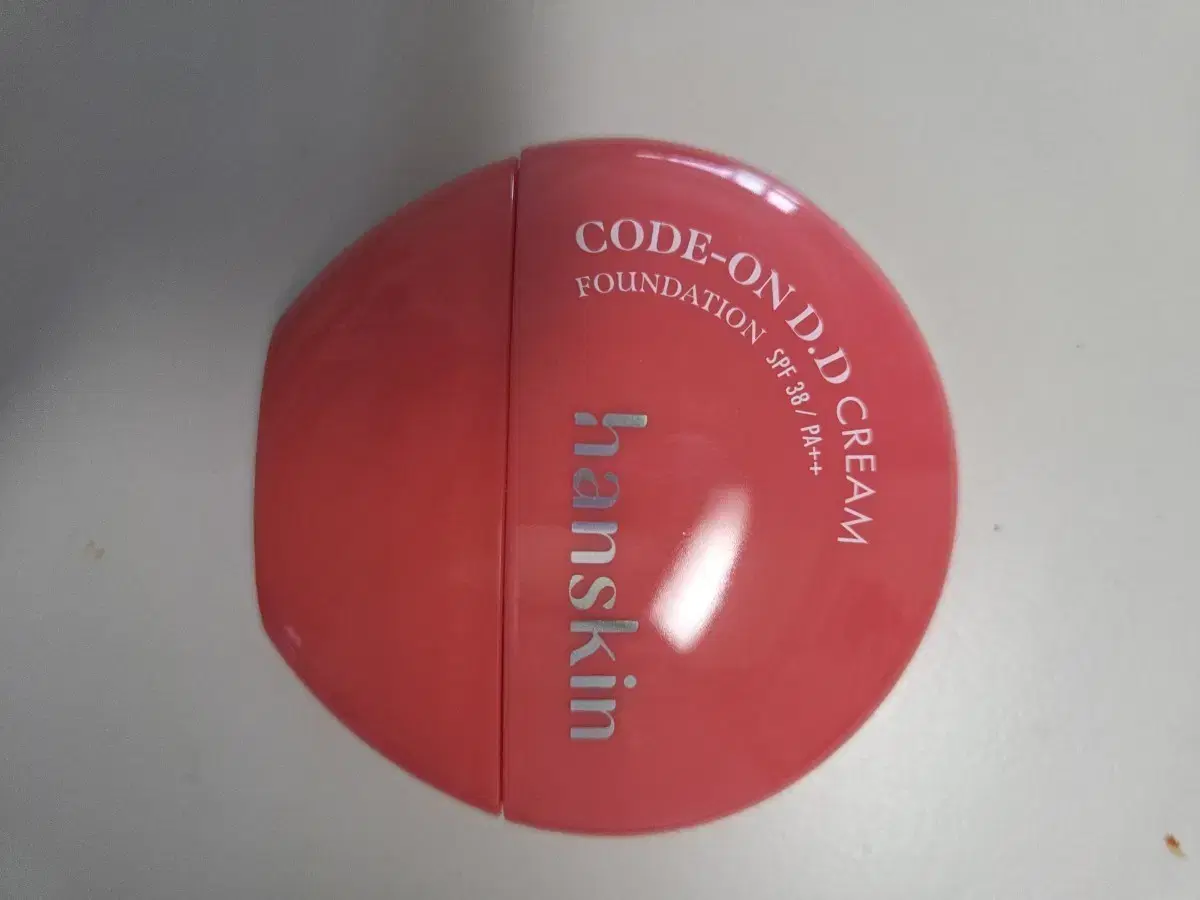 CODE-ON D.D CREAM
FOUNDATION SPF 38 / PA++
hanskin